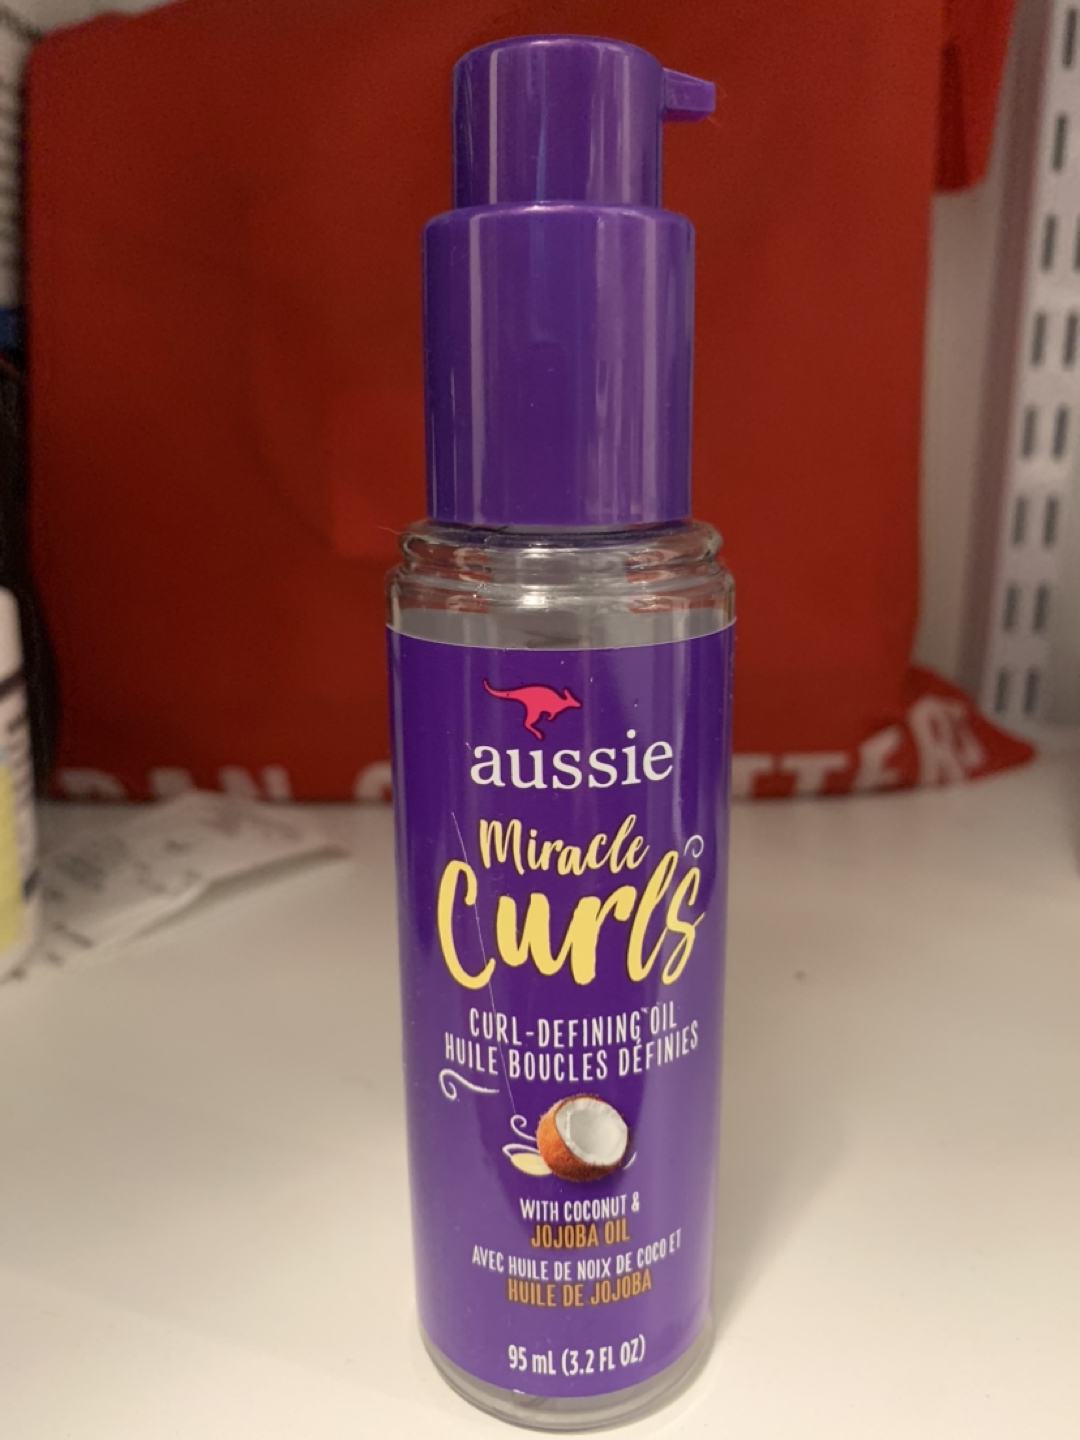 aussie
Miracle
Curls
CURL-DEFINING™ OIL
HUILE BOUCLES DÉFINIES
WITH COCONUT &
JOJOBA OIL
AVEC HUILE DE NOIX DE COCO ET
HUILE DE JOJOBA
95 mL (3.2 FL OZ)